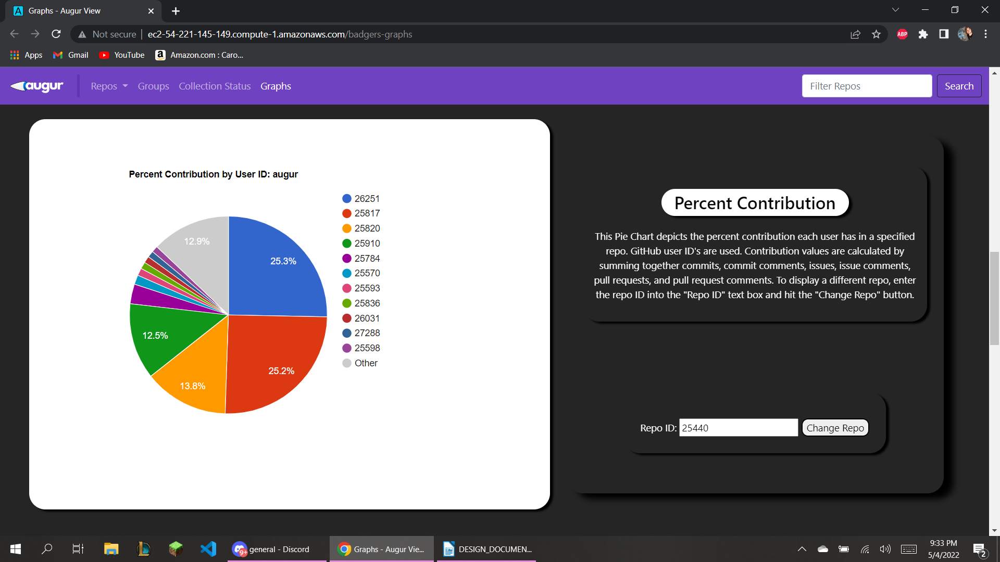 Graphs - Augur View
Not secure | ec2-54-221-145-149.compute-1.amazonaws.com/badgers-graphs
ABP
Apps
Gmail
YouTube
a
Amazon.com : Caro...
augur
Repos
Groups
Collection Status
Graphs
Filter Repos
Search
Percent Contribution by User ID: augur
26251
25817
25820
25910
25784
25570
25593
25836
26031
27288
25598
Other
12.9%
25.3%
12.5%
25.2%
13.8%
Percent Contribution
This Pie Chart depicts the percent contribution each user has in a specified
repo. GitHub user ID's are used. Contribution values are calculated by
summing together commits, commit comments, issues, issue comments,
pull requests, and pull request comments. To display a different repo, enter
the repo ID into the "Repo ID" text box and hit the "Change Repo" button.
Repo ID: 25440 Change Repo
9+
general - Discord
Graphs - Augur Vie...
DESIGN_DOCUMEN...
9:33 PM
5/4/2022
2